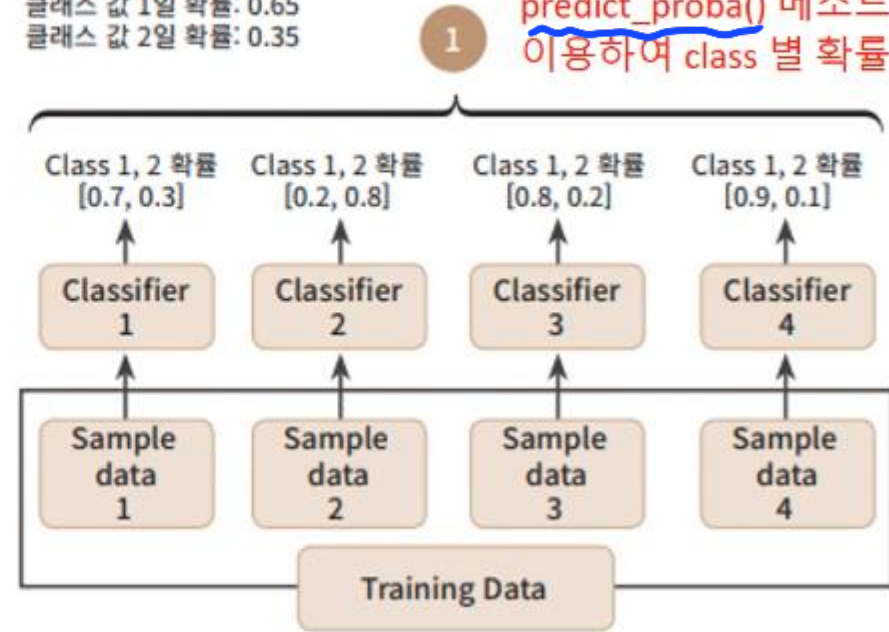 클래스 값 1일 확률: 0.65
클래스 값 2일 확률: 0.35
1
predict_proba() 메소드
이용하여 class 별 확률
Class 1, 2 확률
[0.7, 0.3]
Class 1, 2 확률
[0.2, 0.8]
Class 1, 2 확률
[0.8, 0.2]
Class 1, 2 확률
[0.9, 0.1]
Classifier
1
Classifier
2
Classifier
3
Classifier
4
Sample
data
1
Sample
data
2
Sample
data
3
Sample
data
4
Training Data